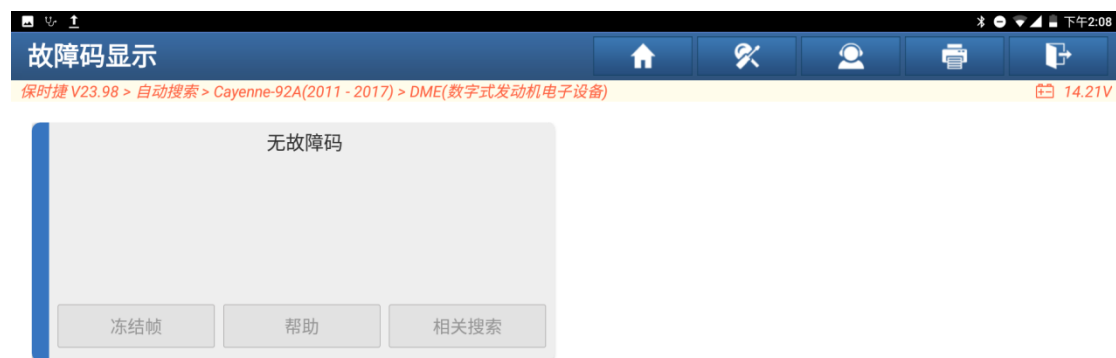 下午2:08
故障码显示
保时捷 V23.98 > 自动搜索 > Cayenne-92A(2011 - 2017) > DME(数字式发动机电子设备)
14.21V
无故障码
冻结帧
帮助
相关搜索